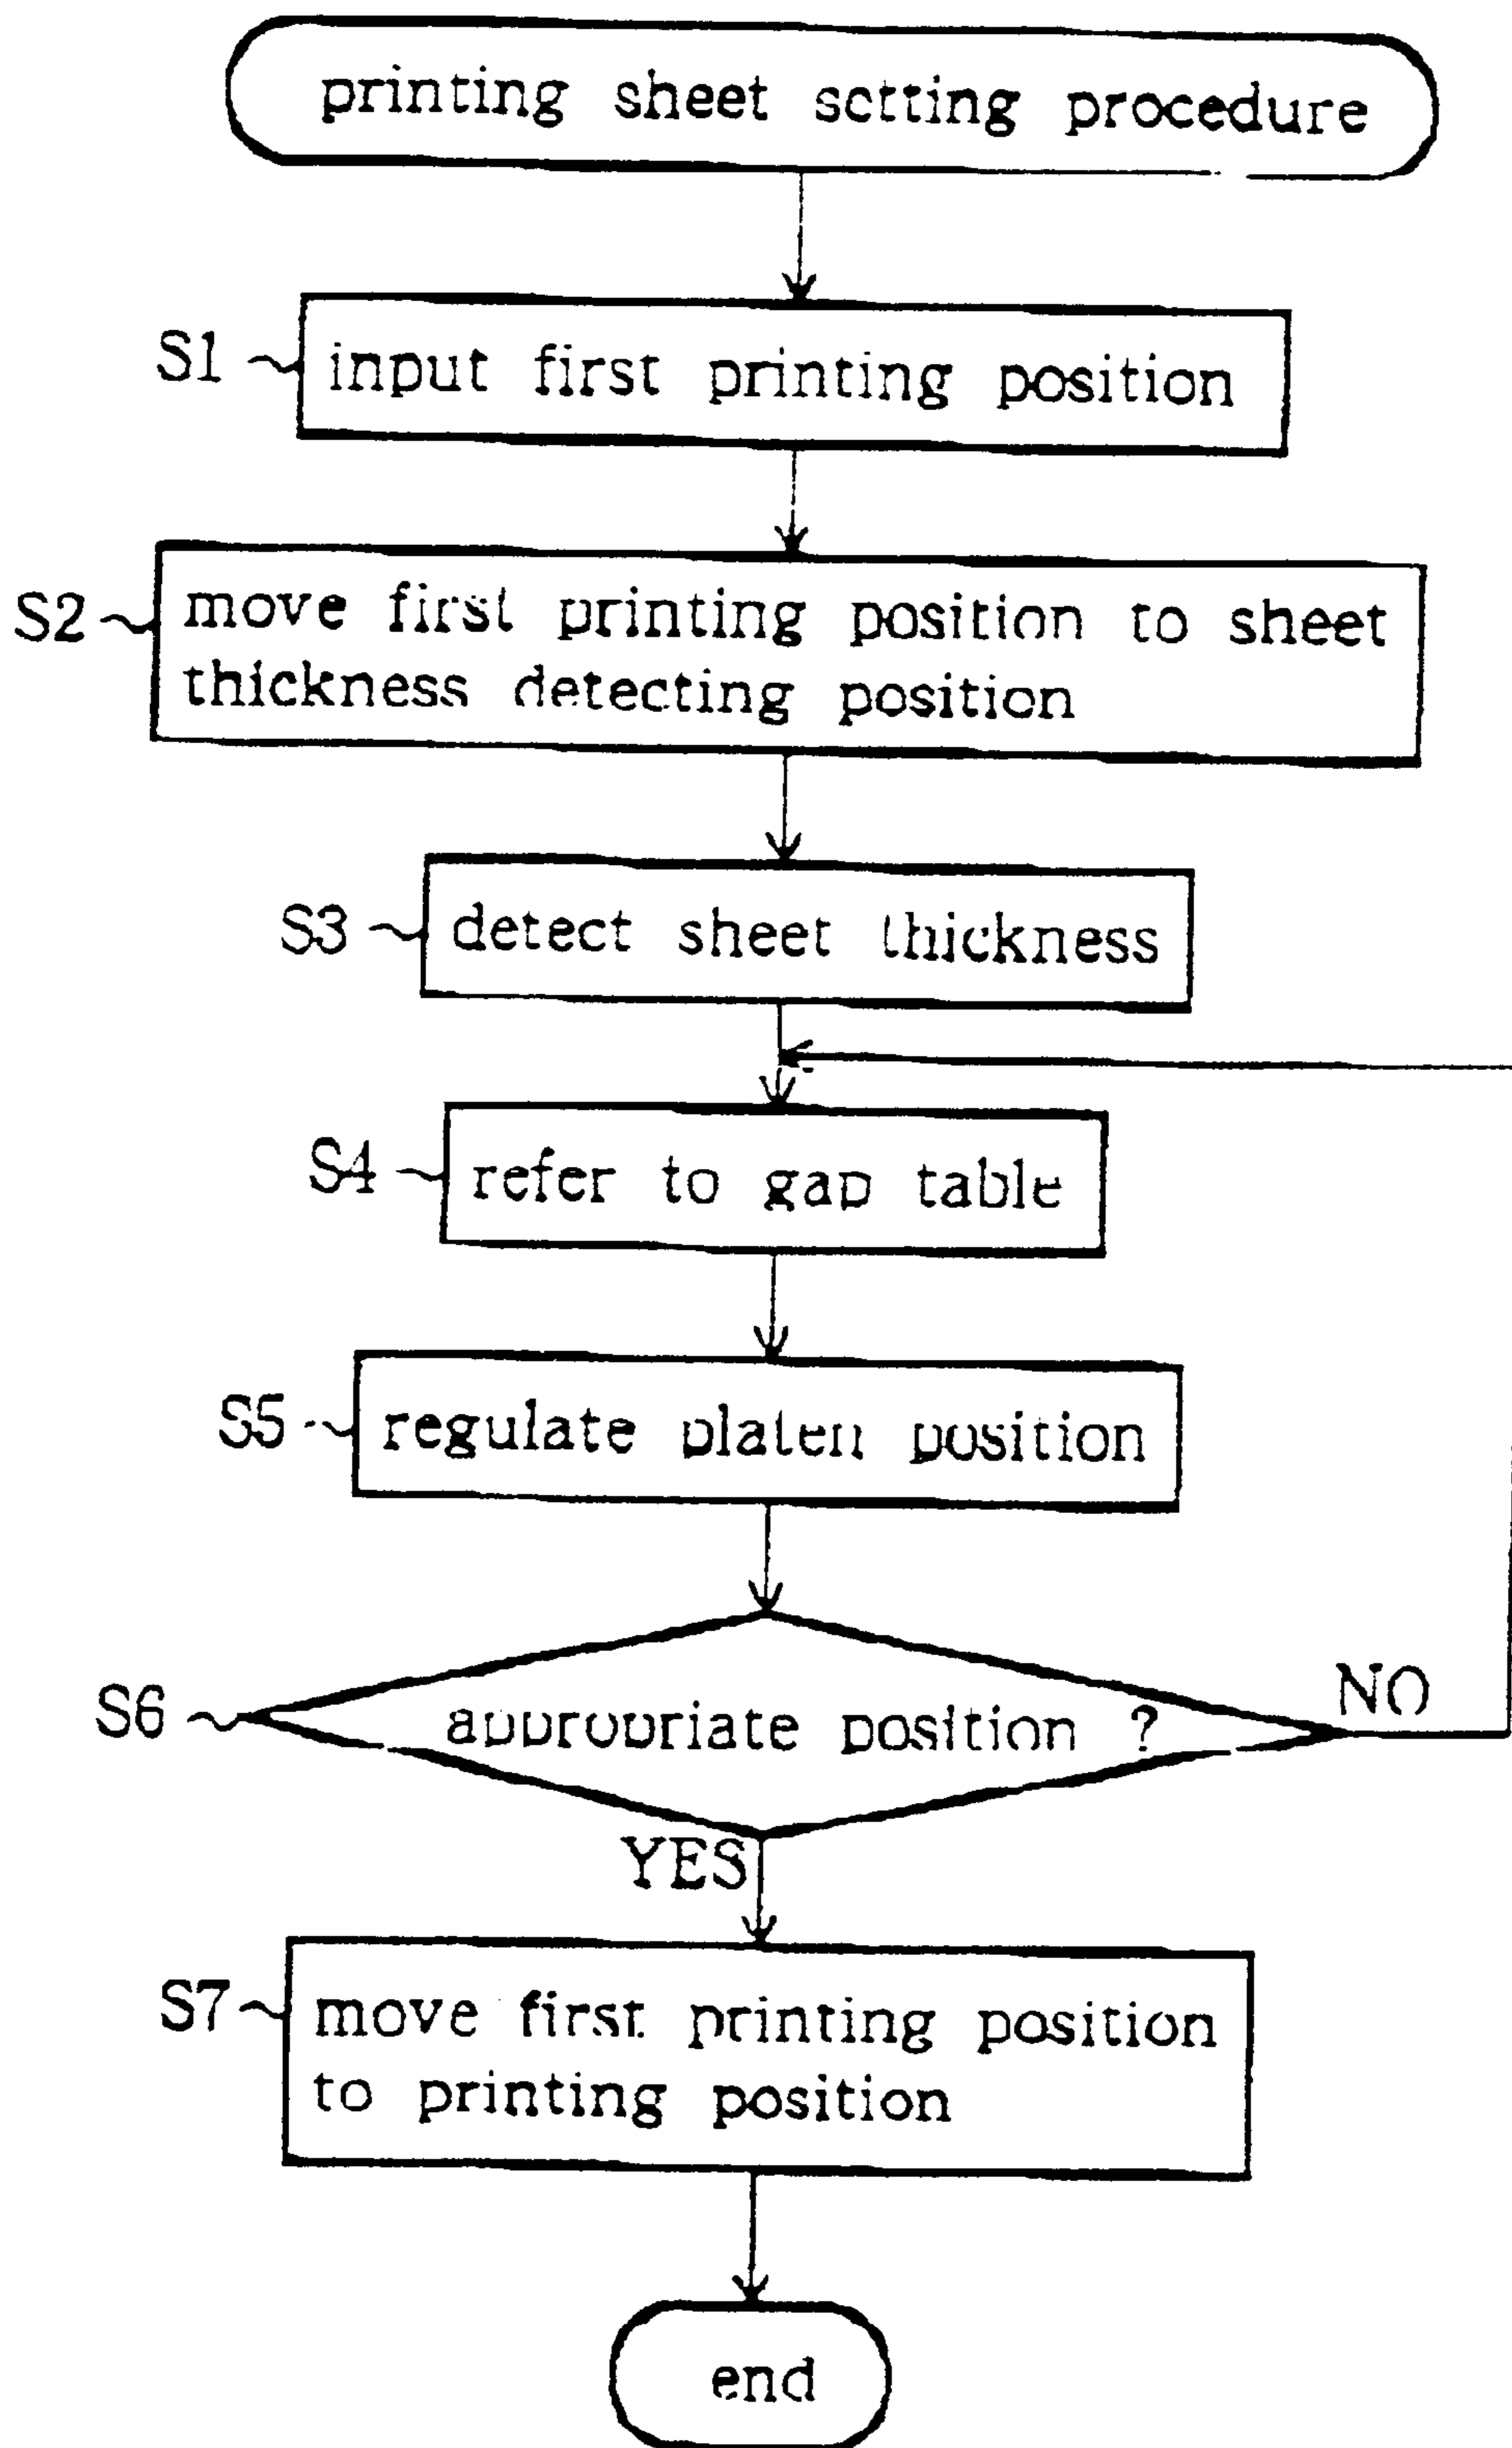 printing sheet setting procedure
S1 input first printing position
S2 move first printing position to sheet
thickness detecting position
S3 detect sheet thickness
S4 refer to gap table
S5 regulate platen position
S6 appropriate position ?
NO
YES
S7 move first printing position
to printing position
end